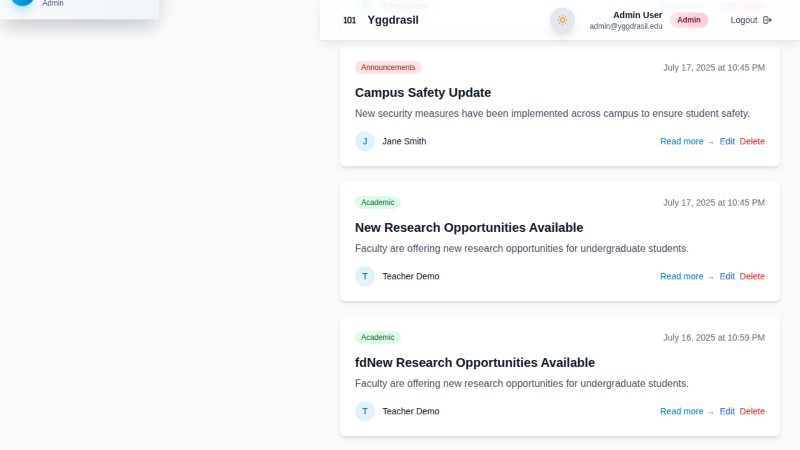 Admin
101 Yggdrasil
Admin User
admin@yggdrasil.edu
Admin
Logout
Announcements
July 17, 2025 at 10:45 PM
Campus Safety Update
New security measures have been implemented across campus to ensure student safety.
J Jane Smith
Read more → Edit Delete
Academic
July 17, 2025 at 10:45 PM
New Research Opportunities Available
Faculty are offering new research opportunities for undergraduate students.
T Teacher Demo
Read more → Edit Delete
Academic
July 16, 2025 at 10:59 PM
fdNew Research Opportunities Available
Faculty are offering new research opportunities for undergraduate students.
T Teacher Demo
Read more → Edit Delete